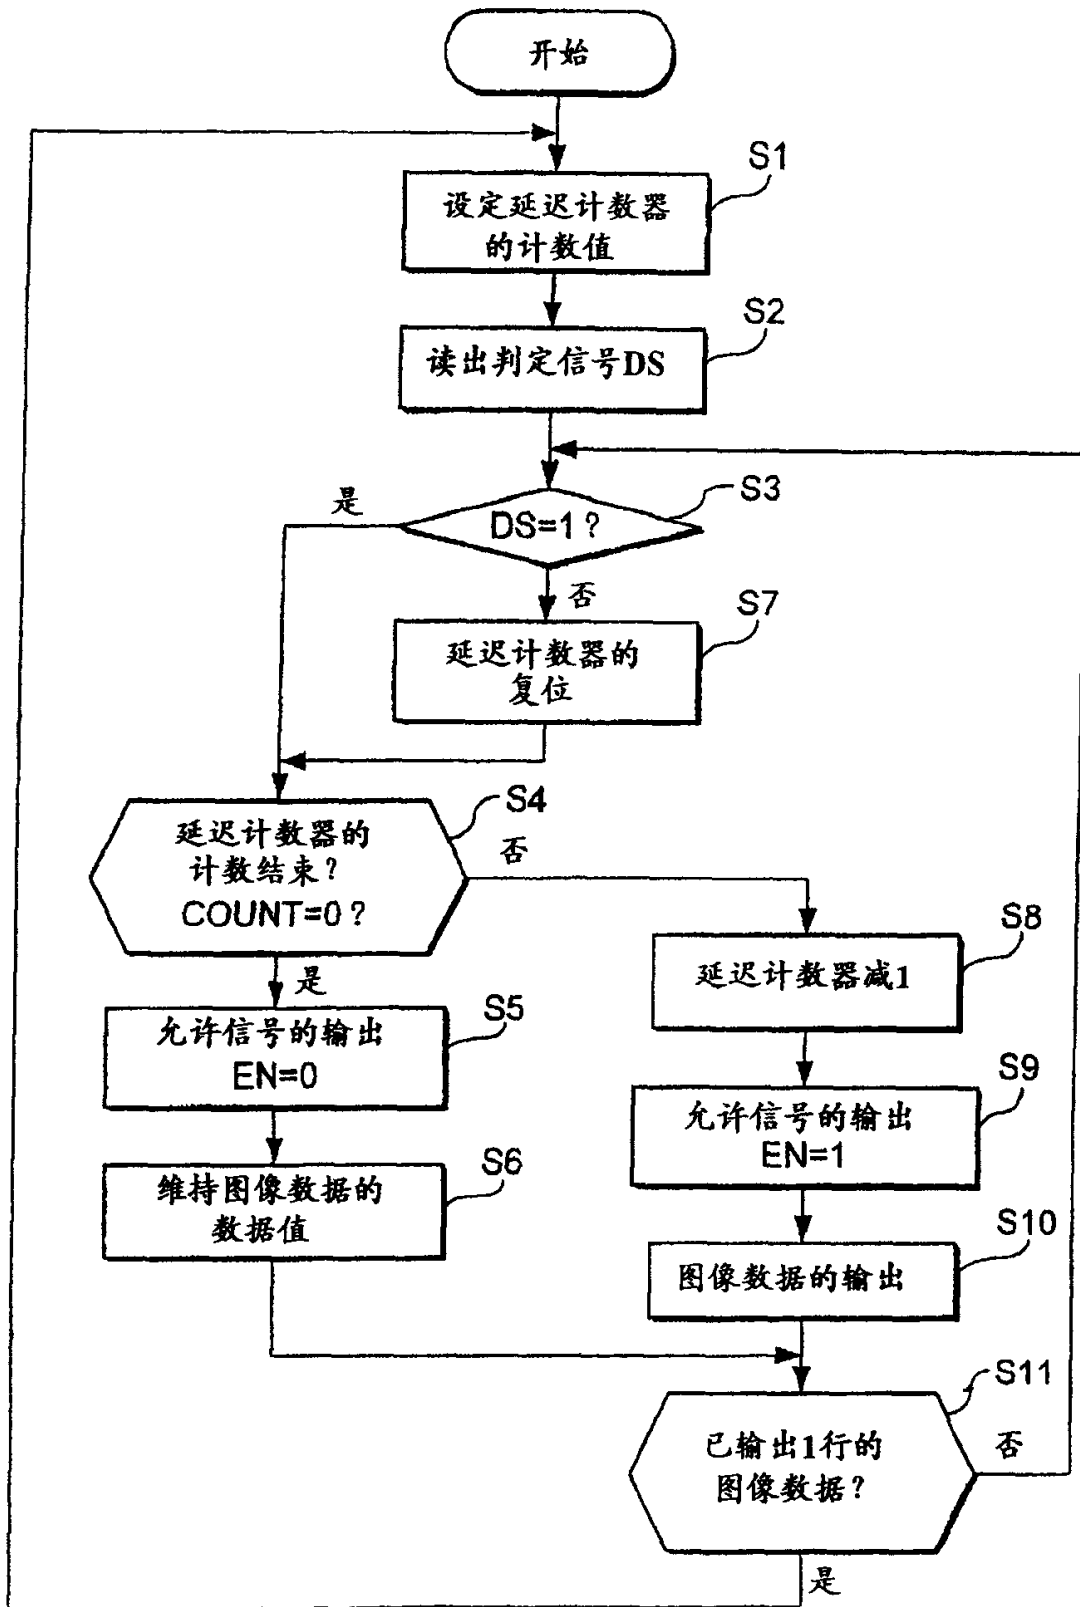 开始
S1
设定延迟计数器
的计数值
S2
读出判定信号DS
S3
是
DS=1？
否
S7
延迟计数器的
复位
S4
延迟计数器的
计数结束？
COUNT=0？
否
是
S8
延迟计数器减1
S5
允许信号的输出
EN=0
S9
允许信号的输出
EN=1
S6
维持图像数据的
数据值
S10
图像数据的输出
S11
已输出1行的
图像数据？
否
是